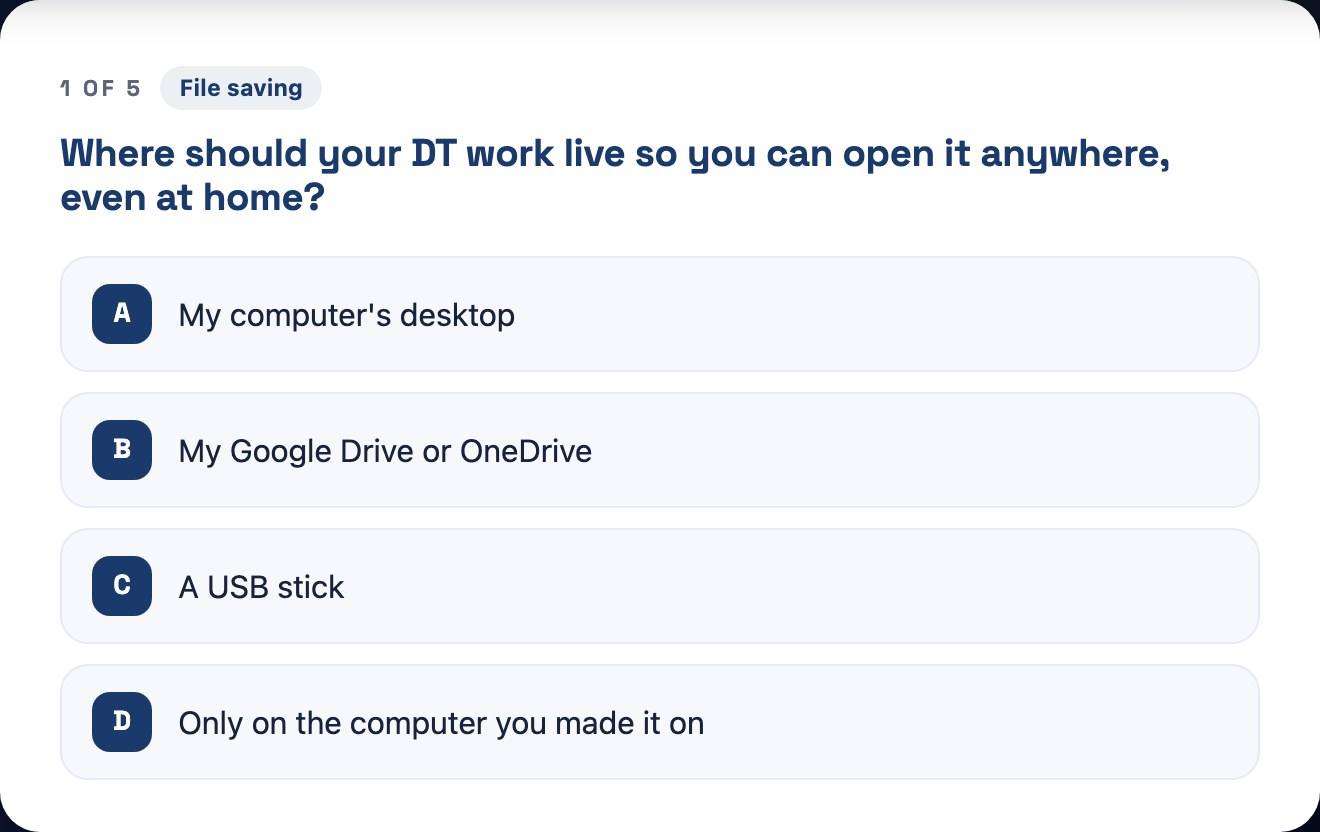 1 OF 5 File saving
Where should your DT work live so you can open it anywhere,
even at home?
A My computer's desktop
B My Google Drive or OneDrive
C A USB stick
D Only on the computer you made it on